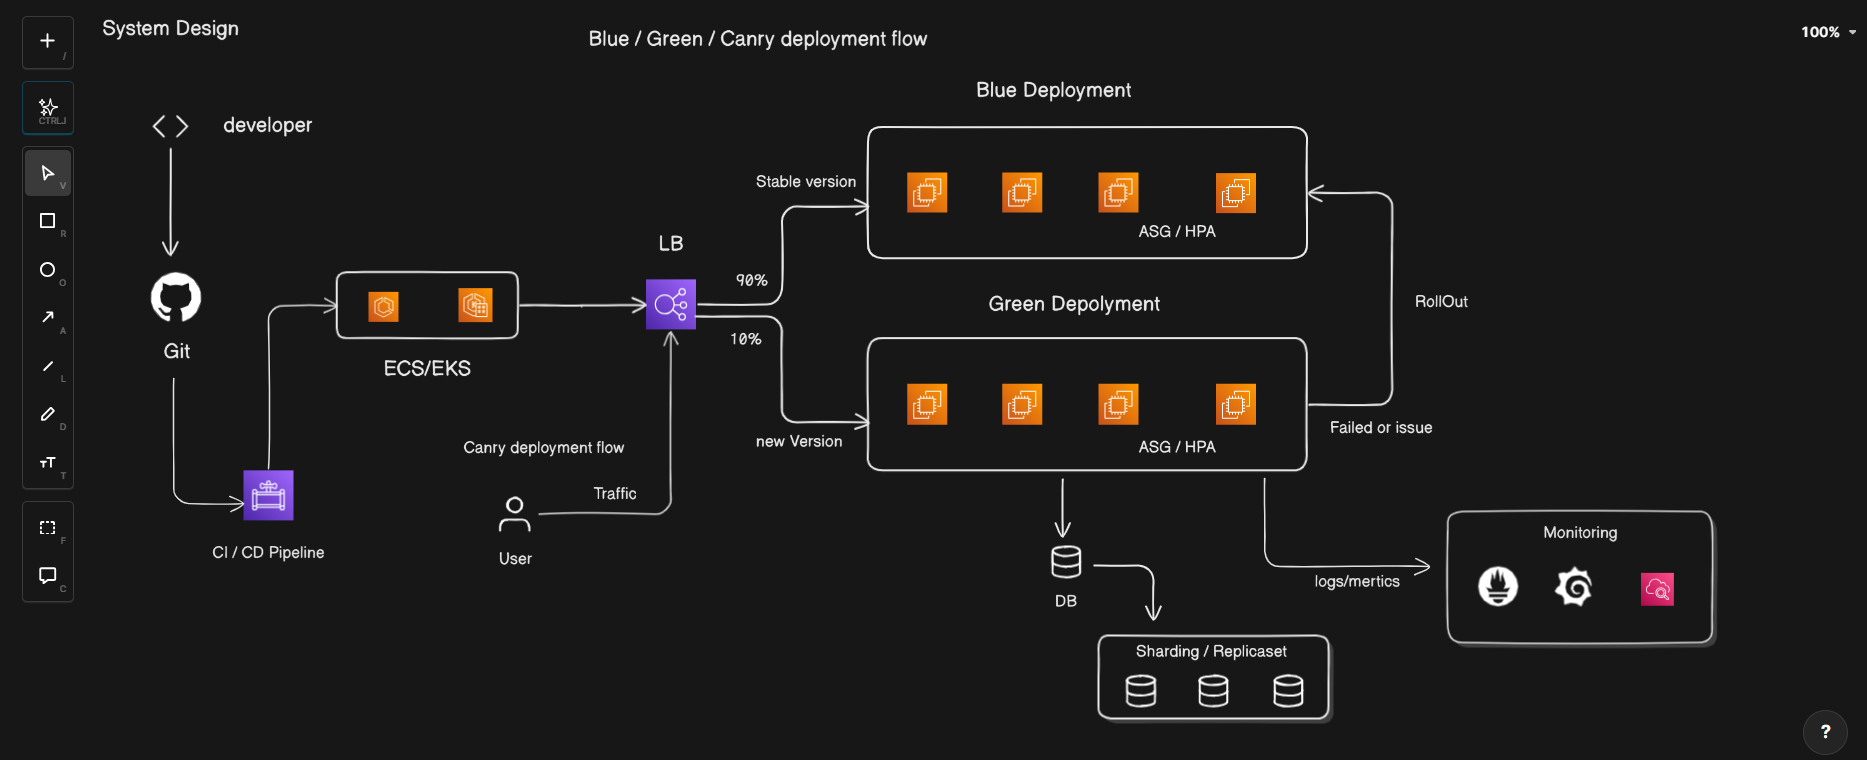 System Design
Blue / Green / Canry deployment flow
100%
/
CTRLJ
V
R
O
A
L
D
T
F
C
developer
Git
CI / CD Pipeline
ECS/EKS
LB
Canry deployment flow
Traffic
User
90%
10%
Stable version
new Version
Blue Deployment
ASG / HPA
Green Depolyment
ASG / HPA
RollOut
Failed or issue
DB
Sharding / Replicaset
logs/mertics
Monitoring
?